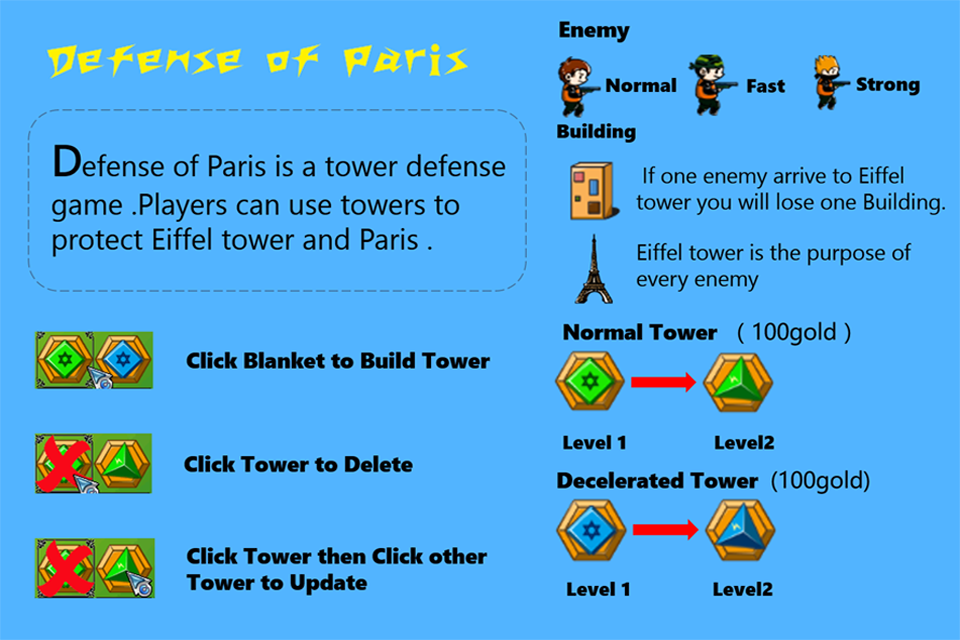 Defense of Paris
Defense of Paris is a tower defense
game .Players can use towers to
protect Eiffel tower and Paris .
Click Blanket to Build Tower
Click Tower to Delete
Click Tower then Click other
Tower to Update
Enemy
Normal
Fast
Strong
Building
If one enemy arrive to Eiffel
tower you will lose one Building.
Eiffel tower is the purpose of
every enemy
Normal Tower ( 100gold )
Level 1
Level2
Decelerated Tower (100gold)
Level 1
Level2